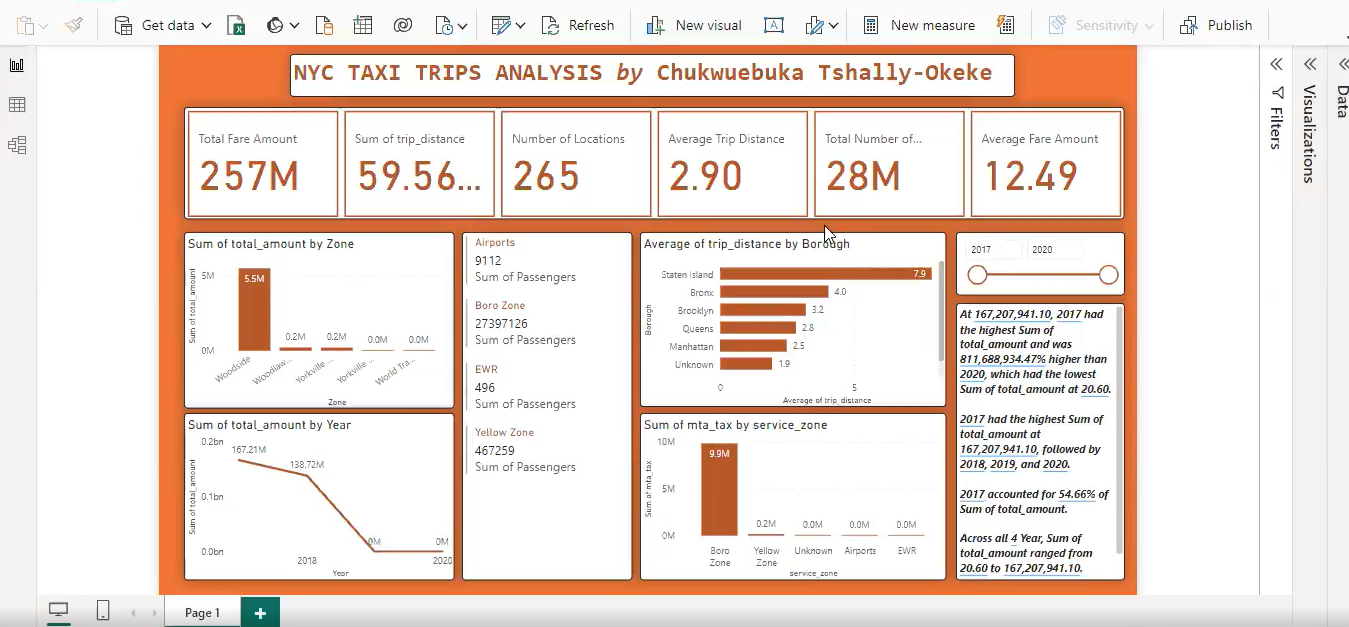 Get data
Refresh
New visual
New measure
Sensitivity
Publish
NYC TAXI TRIPS ANALYSIS by Chukwuebuka Tshally-Okeke
Filters
Visualizations
Data
Total Fare Amount
257M
Sum of trip_distance
59.56...
Number of Locations
265
Average Trip Distance
2.90
Total Number of...
28M
Average Fare Amount
12.49
Sum of total_amount by Zone
Sum of total_amount
5M
0M
5.5M
0.2M
0.2M
0.0M
0.0M
Woodside
Woodlaw...
Yorkville ...
Yorkville ...
World Tra...
Zone
Airports
9112
Sum of Passengers
Boro Zone
27397126
Sum of Passengers
EWR
496
Sum of Passengers
Yellow Zone
467259
Sum of Passengers
Average of trip_distance by Borough
Borough
Staten Island
7.9
Bronx
4.0
Brooklyn
3.2
Queens
2.8
Manhattan
2.5
Unknown
1.9
0
5
Average of trip_distance
2017
2020
At 167,207,941.10, 2017 had
the highest Sum of
total_amount and was
811,688,934.47% higher than
2020, which had the lowest
Sum of total_amount at 20.60.
2017 had the highest Sum of
total_amount at
167,207,941.10, followed by
2018, 2019, and 2020.
2017 accounted for 54.66% of
Sum of total_amount.
Across all 4 Year, Sum of
total_amount ranged from
20.60 to 167,207,941.10.
Sum of total_amount by Year
Sum of total_amount
0.2bn
0.1bn
0.0bn
167.21M
138.72M
0M
0M
2018
2020
Year
Sum of mta_tax by service_zone
Sum of mta_tax
10M
5M
0M
9.9M
0.2M
0.0M
0.0M
0.0M
Boro
Zone
Yellow
Zone
Unknown
Airports
EWR
service_zone
Page 1